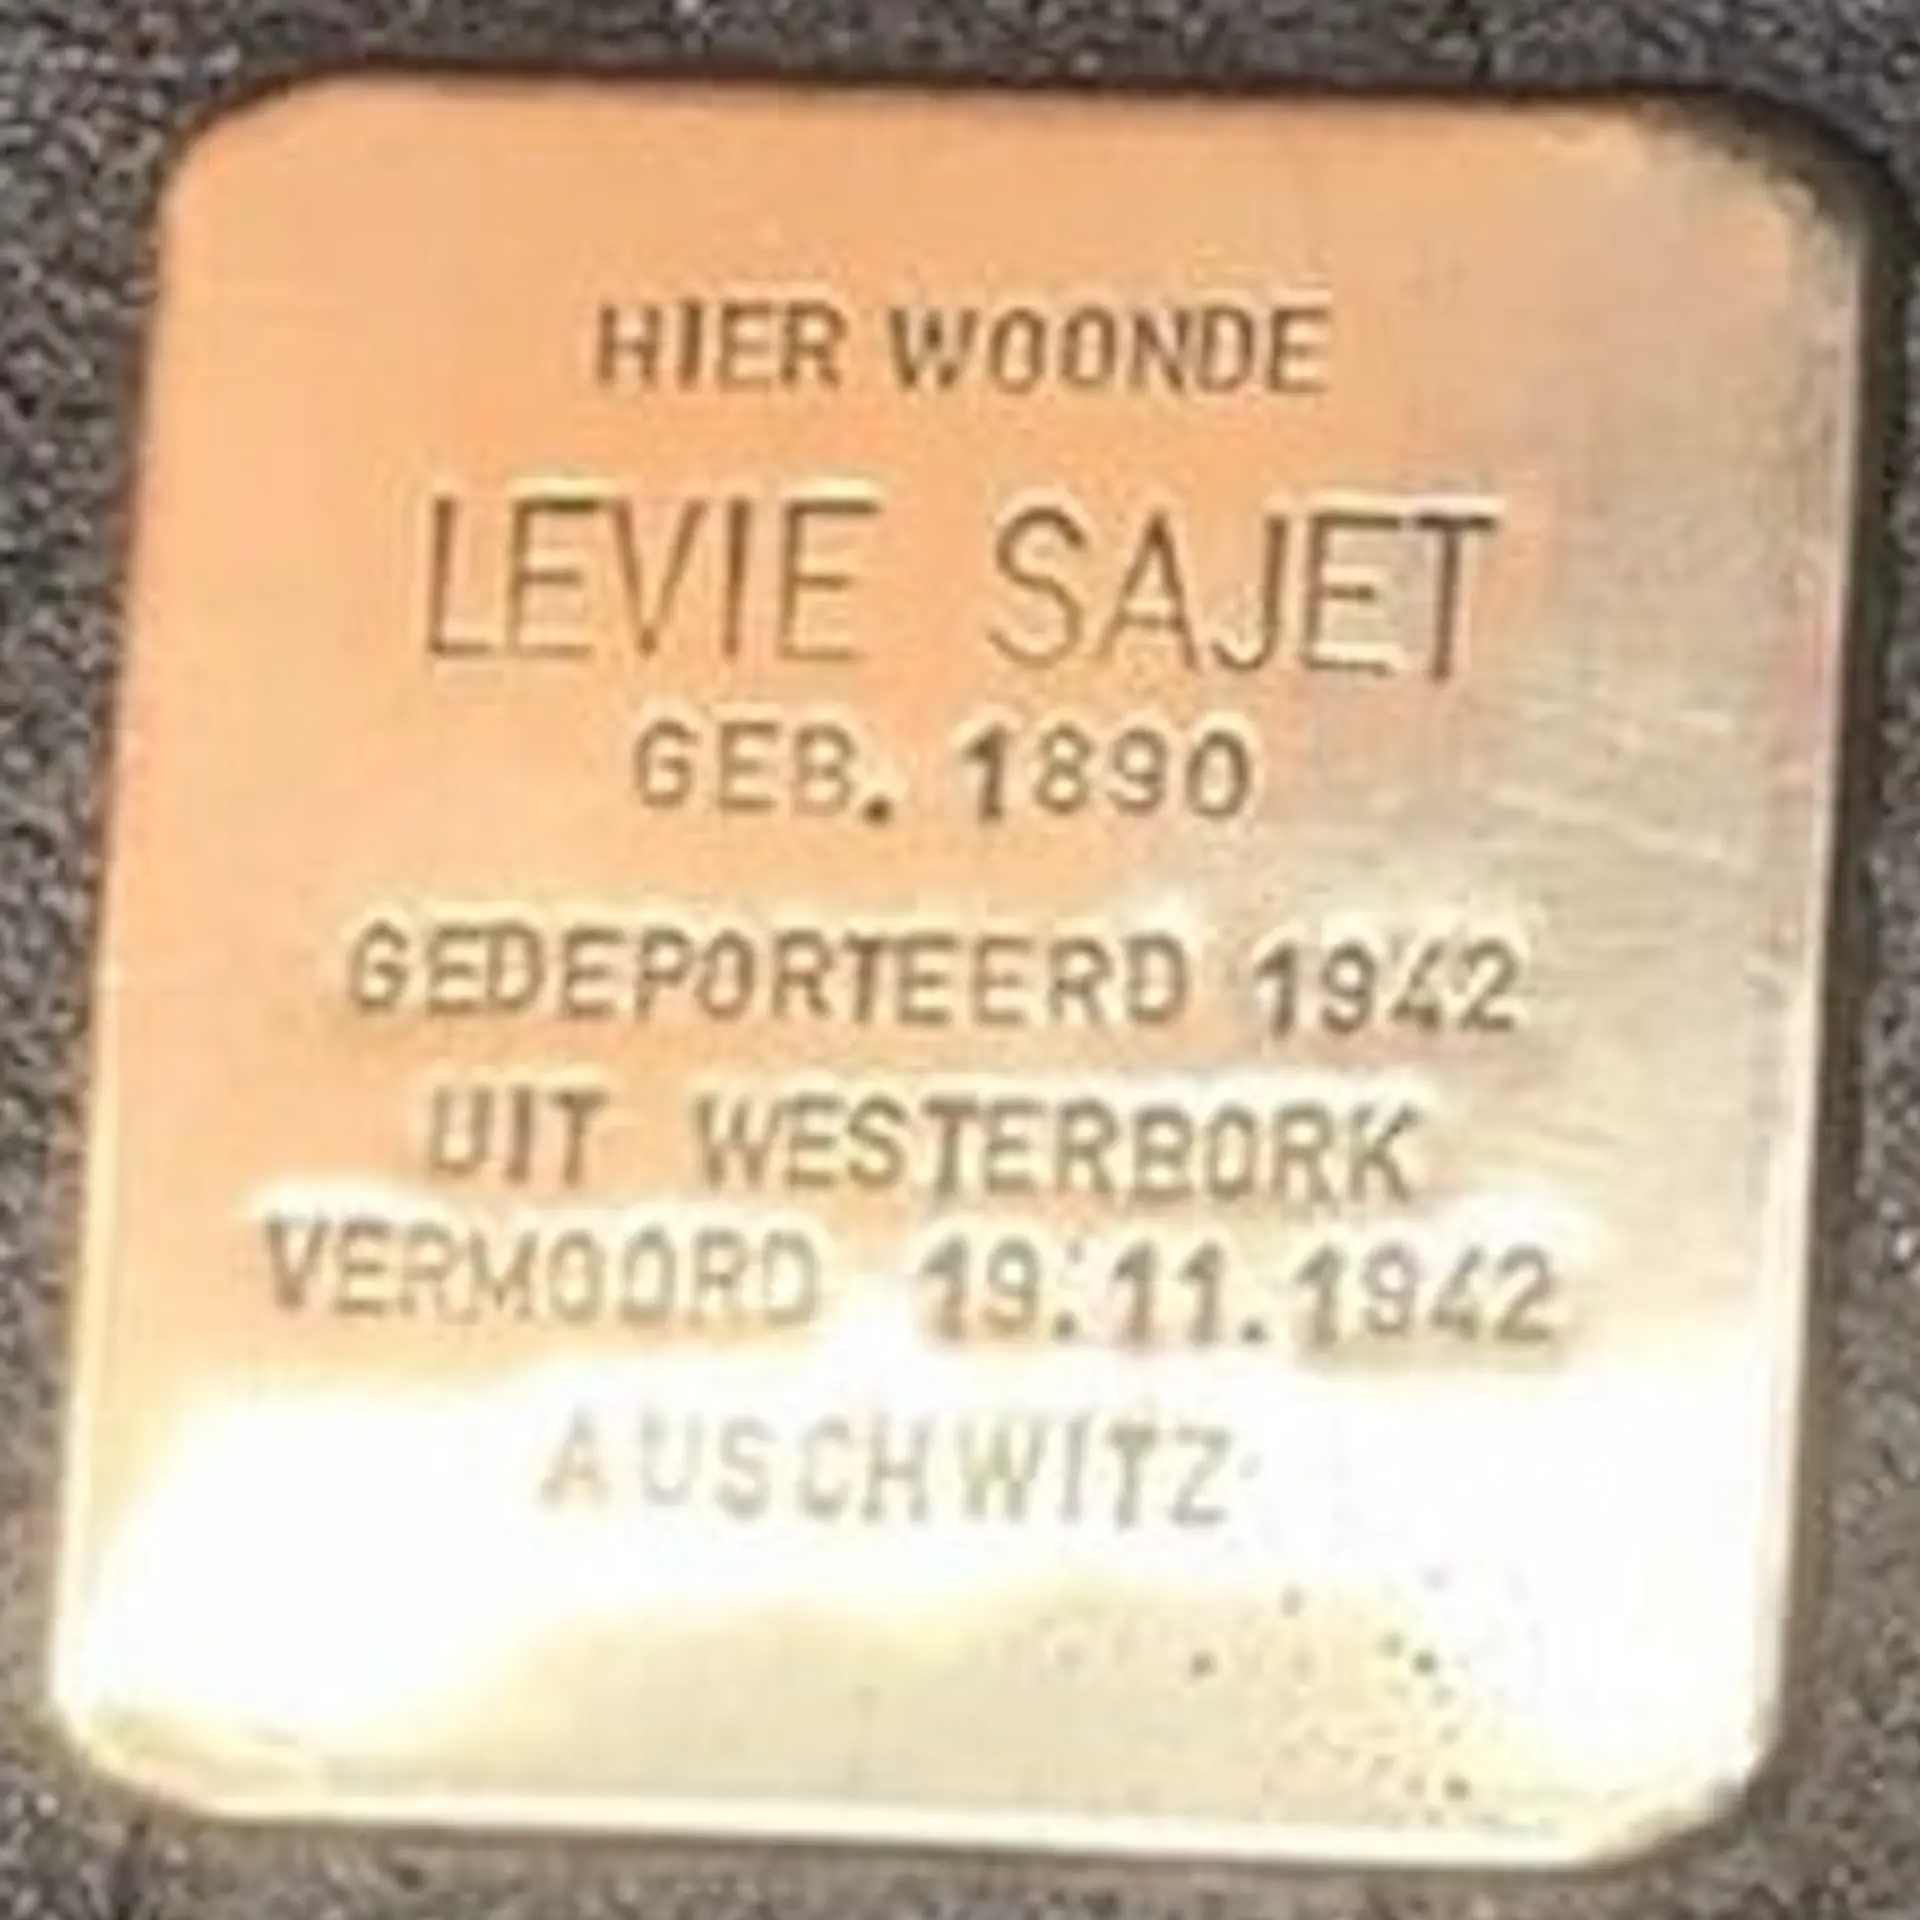 HIER WOONDE
LEVIE SAJET
GEB. 1890
GEDEPORTEERD 1942
UIT WESTERBORK
VERMOORD 19.11.1942
AUSCHWITZ